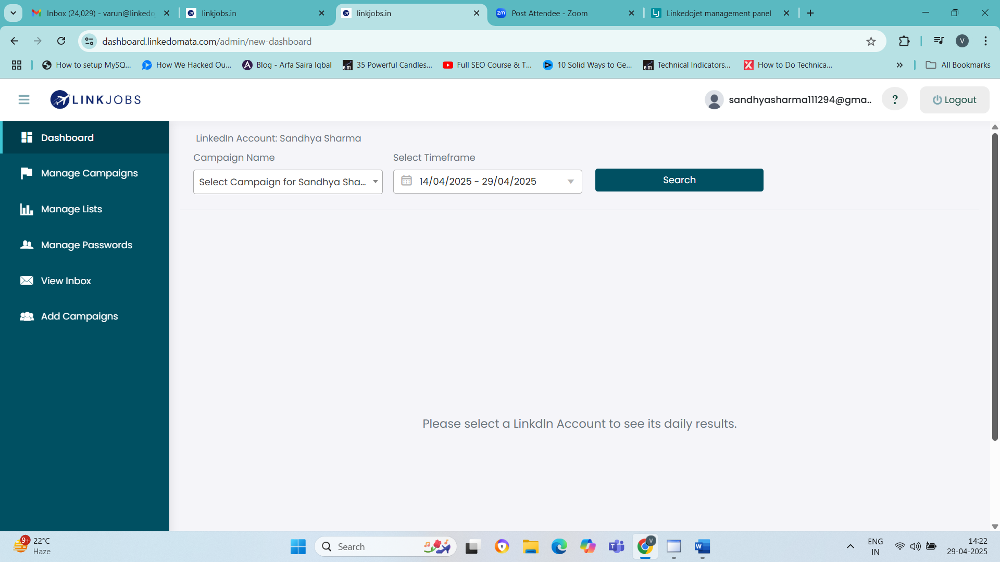 Inbox (24,029) - varun@linkedo
linkjobs.in
linkjobs.in
zm
Post Attendee - Zoom
LJ
Linkedojet management panel
dashboard.linkedomata.com/admin/new-dashboard
V
How to setup MySQ...
How We Hacked Ou...
Blog - Arfa Saira Iqbal
35 Powerful Candles...
Full SEO Course & T...
10 Solid Ways to Ge...
Technical Indicators...
How to Do Technica...
All Bookmarks
LINKJOBS
sandhyasharma111294@gma..
?
Logout
Dashboard
Manage Campaigns
Manage Lists
Manage Passwords
View Inbox
Add Campaigns
LinkedIn Account: Sandhya Sharma
Campaign Name
Select Timeframe
Select Campaign for Sandhya Sha...
14/04/2025 - 29/04/2025
Search
Please select a LinkdIn Account to see its daily results.
9+
22°C
Haze
Search
V
ENG
IN
14:22
29-04-2025